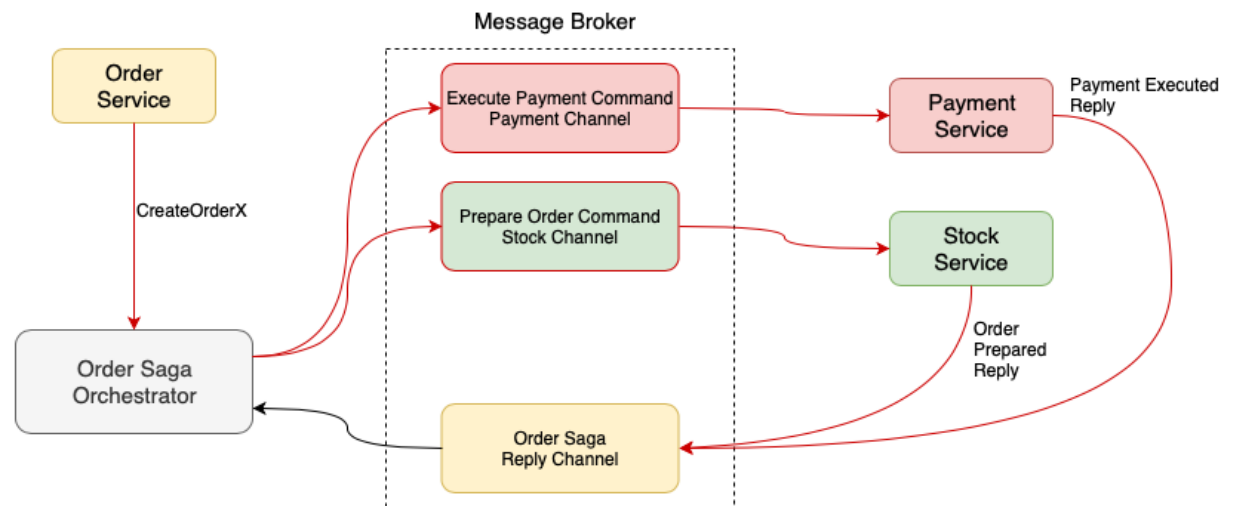 Message Broker
Order
Service
Execute Payment Command
Payment Channel
Payment
Service
Payment Executed
Reply
CreateOrderX
Prepare Order Command
Stock Channel
Stock
Service
Order Saga
Orchestrator
Order
Prepared
Reply
Order Saga
Reply Channel